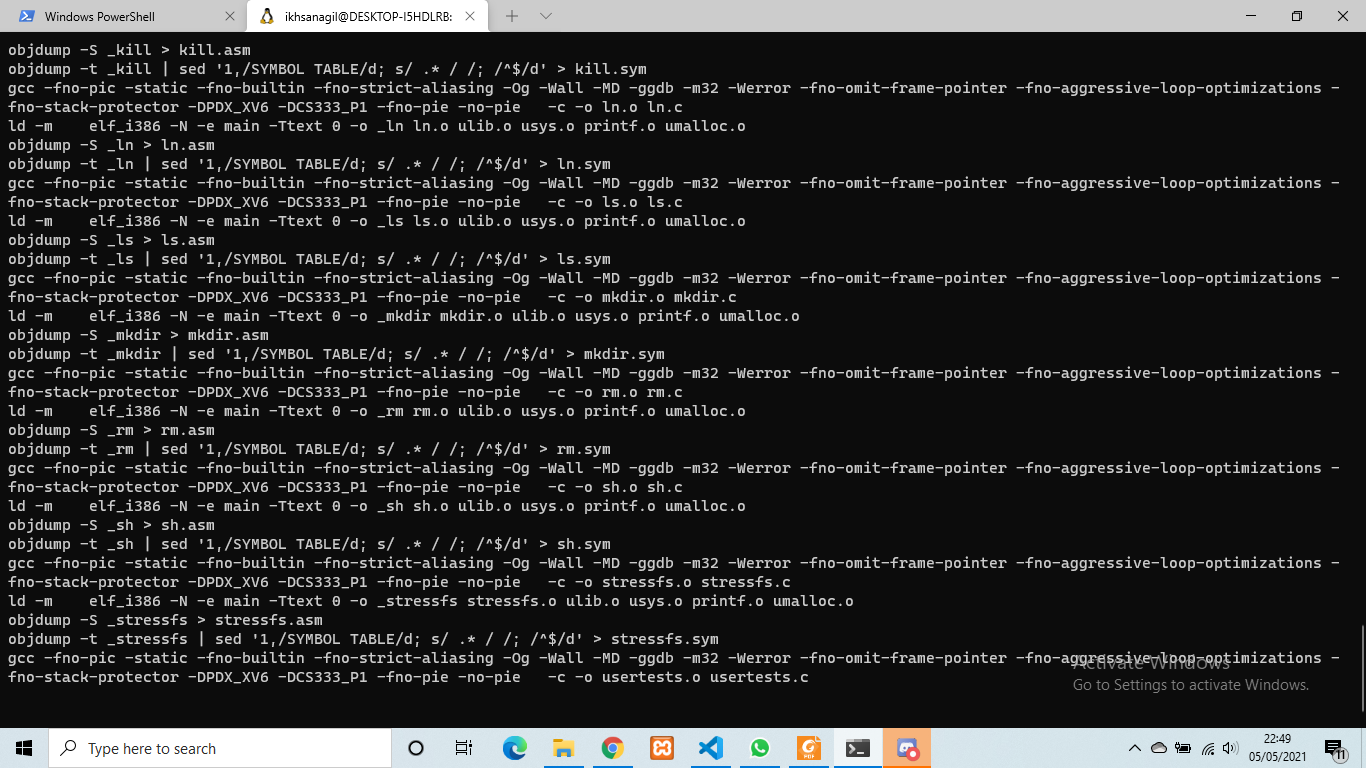 Windows PowerShell
ikhsanagil@DESKTOP-I5HDLRB:
objdump -S _kill > kill.asm
objdump -t _kill | sed '1,/SYMBOL TABLE/d; s/ .* / /; /^$/d' > kill.sym
gcc -fno-pic -static -fno-builtin -fno-strict-aliasing -Og -Wall -MD -ggdb -m32 -Werror -fno-omit-frame-pointer -fno-aggressive-loop-optimizations -
fno-stack-protector -DPDX_XV6 -DCS333_P1 -fno-pie -no-pie   -c -o ln.o ln.c
ld -m    elf_i386 -N -e main -Ttext 0 -o _ln ln.o ulib.o usys.o printf.o umalloc.o
objdump -S _ln > ln.asm
objdump -t _ln | sed '1,/SYMBOL TABLE/d; s/ .* / /; /^$/d' > ln.sym
gcc -fno-pic -static -fno-builtin -fno-strict-aliasing -Og -Wall -MD -ggdb -m32 -Werror -fno-omit-frame-pointer -fno-aggressive-loop-optimizations -
fno-stack-protector -DPDX_XV6 -DCS333_P1 -fno-pie -no-pie   -c -o ls.o ls.c
ld -m    elf_i386 -N -e main -Ttext 0 -o _ls ls.o ulib.o usys.o printf.o umalloc.o
objdump -S _ls > ls.asm
objdump -t _ls | sed '1,/SYMBOL TABLE/d; s/ .* / /; /^$/d' > ls.sym
gcc -fno-pic -static -fno-builtin -fno-strict-aliasing -Og -Wall -MD -ggdb -m32 -Werror -fno-omit-frame-pointer -fno-aggressive-loop-optimizations -
fno-stack-protector -DPDX_XV6 -DCS333_P1 -fno-pie -no-pie   -c -o mkdir.o mkdir.c
ld -m    elf_i386 -N -e main -Ttext 0 -o _mkdir mkdir.o ulib.o usys.o printf.o umalloc.o
objdump -S _mkdir > mkdir.asm
objdump -t _mkdir | sed '1,/SYMBOL TABLE/d; s/ .* / /; /^$/d' > mkdir.sym
gcc -fno-pic -static -fno-builtin -fno-strict-aliasing -Og -Wall -MD -ggdb -m32 -Werror -fno-omit-frame-pointer -fno-aggressive-loop-optimizations -
fno-stack-protector -DPDX_XV6 -DCS333_P1 -fno-pie -no-pie   -c -o rm.o rm.c
ld -m    elf_i386 -N -e main -Ttext 0 -o _rm rm.o ulib.o usys.o printf.o umalloc.o
objdump -S _rm > rm.asm
objdump -t _rm | sed '1,/SYMBOL TABLE/d; s/ .* / /; /^$/d' > rm.sym
gcc -fno-pic -static -fno-builtin -fno-strict-aliasing -Og -Wall -MD -ggdb -m32 -Werror -fno-omit-frame-pointer -fno-aggressive-loop-optimizations -
fno-stack-protector -DPDX_XV6 -DCS333_P1 -fno-pie -no-pie   -c -o sh.o sh.c
ld -m    elf_i386 -N -e main -Ttext 0 -o _sh sh.o ulib.o usys.o printf.o umalloc.o
objdump -S _sh > sh.asm
objdump -t _sh | sed '1,/SYMBOL TABLE/d; s/ .* / /; /^$/d' > sh.sym
gcc -fno-pic -static -fno-builtin -fno-strict-aliasing -Og -Wall -MD -ggdb -m32 -Werror -fno-omit-frame-pointer -fno-aggressive-loop-optimizations -
fno-stack-protector -DPDX_XV6 -DCS333_P1 -fno-pie -no-pie   -c -o stressfs.o stressfs.c
ld -m    elf_i386 -N -e main -Ttext 0 -o _stressfs stressfs.o ulib.o usys.o printf.o umalloc.o
objdump -S _stressfs > stressfs.asm
objdump -t _stressfs | sed '1,/SYMBOL TABLE/d; s/ .* / /; /^$/d' > stressfs.sym
gcc -fno-pic -static -fno-builtin -fno-strict-aliasing -Og -Wall -MD -ggdb -m32 -Werror -fno-omit-frame-pointer -fno-aggressive-loop-optimizations -
fno-stack-protector -DPDX_XV6 -DCS333_P1 -fno-pie -no-pie   -c -o usertests.o usertests.c
Activate Windows
Go to Settings to activate Windows.
Type here to search
PDF
22:49
05/05/2021
11